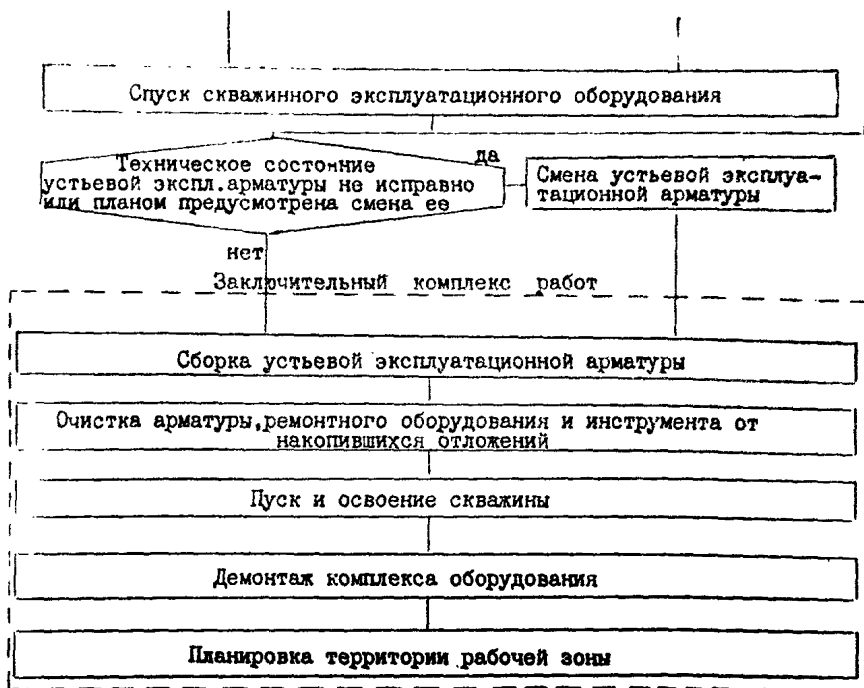 Спуск скважинного эксплуатационного оборудования
Техническое состояние
устьевой экспл.арматуры не исправно
или планом предусмотрена смена ее
да
Смена устьевой эксплуа-
тационной арматуры
нет
Заключительный комплекс работ
Сборка устьевой эксплуатационной арматуры
Очистка арматуры,ремонтного оборудования и инструмента от
накопившихся отложений
Пуск и освоение скважины
Демонтаж комплекса оборудования
Планировка территории рабочей зоны